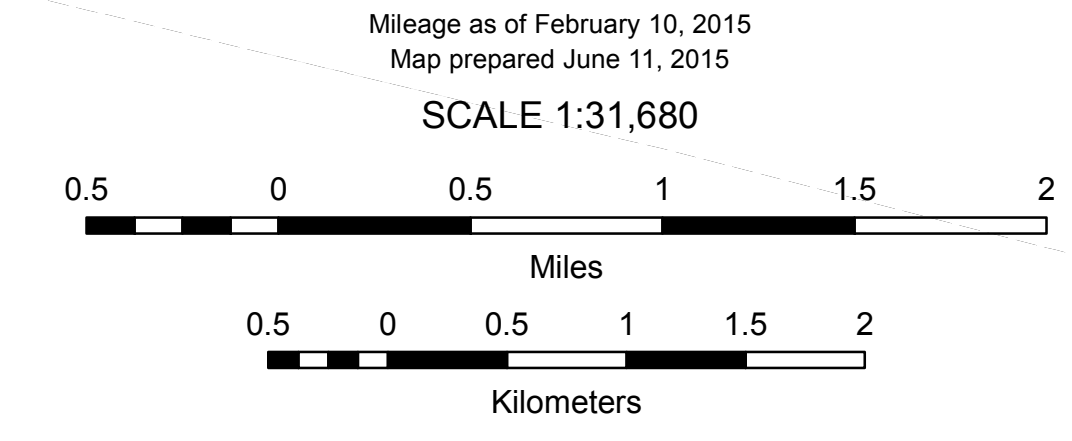 Mileage as of February 10, 2015
Map prepared June 11, 2015
SCALE 1:31,680
0.5 0 0.5 1 1.5 2
Miles
0.5 0 0.5 1 1.5 2
Kilometers